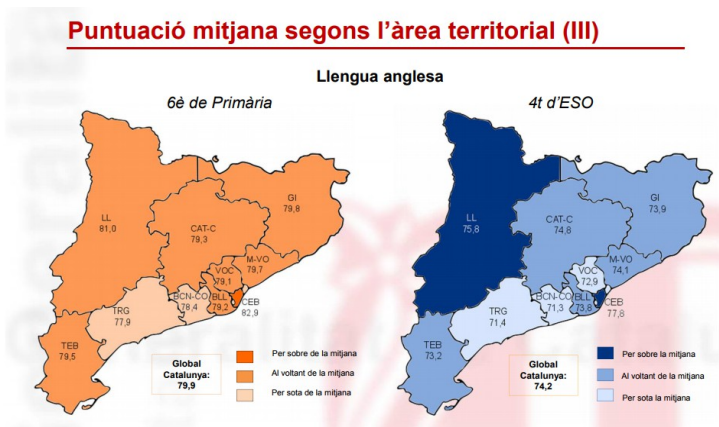 Puntuació mitjana segons l'àrea territorial (III)
Llengua anglesa
6è de Primària
LL
81,0
CAT-C
79,3
GI
79,8
M-VO
79,7
VOC
79,1
BCN-CO
78,4
BLL
79,2
CEB
82,9
TRG
77,9
TEB
79,5
Global
Catalunya:
79,9
Per sobre de la mitjana
Al voltant de la mitjana
Per sota de la mitjana
4t d'ESO
LL
75,8
CAT-C
74,8
GI
73,9
M-VO
74,1
VOC
72,9
BCN-CO
71,3
BLL
73,8
CEB
77,8
TRG
71,4
TEB
73,2
Global
Catalunya:
74,2
Per sobre la mitjana
Al voltant de la mitjana
Per sota la mitjana